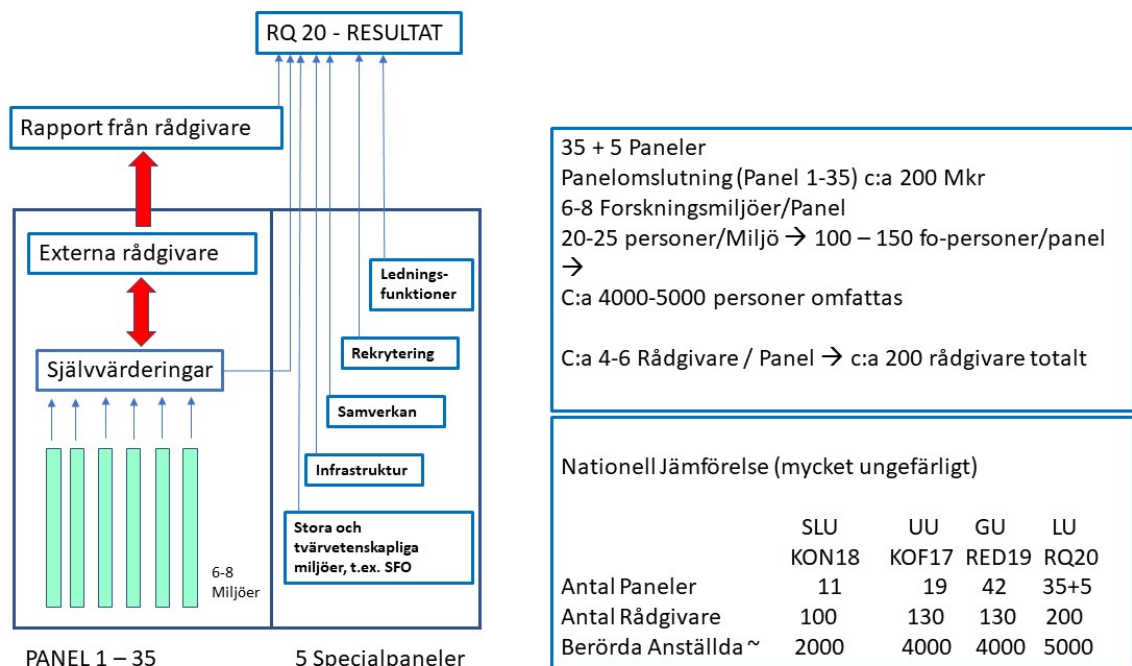 RQ 20 - RESULTAT
Rapport från rådgivare
Externa rådgivare
Självvärderingar
6-8
Miljöer
PANEL 1 – 35
Lednings-
funktioner
Rekrytering
Samverkan
Infrastruktur
Stora och
tvärvetenskapliga
miljöer, t.ex. SFO
5 Specialpaneler
35 + 5 Paneler
Panelomslutning (Panel 1-35) c:a 200 Mkr
6-8 Forskningsmiljöer/Panel
20-25 personer/Miljö → 100 – 150 fo-personer/panel
→
C:a 4000-5000 personer omfattas
C:a 4-6 Rådgivare / Panel → c:a 200 rådgivare totalt
Nationell Jämförelse (mycket ungefärligt)
SLU UU GU LU
KON18 KOF17 RED19 RQ20
Antal Paneler 11 19 42 35+5
Antal Rådgivare 100 130 130 200
Berörda Anställda ~ 2000 4000 4000 5000